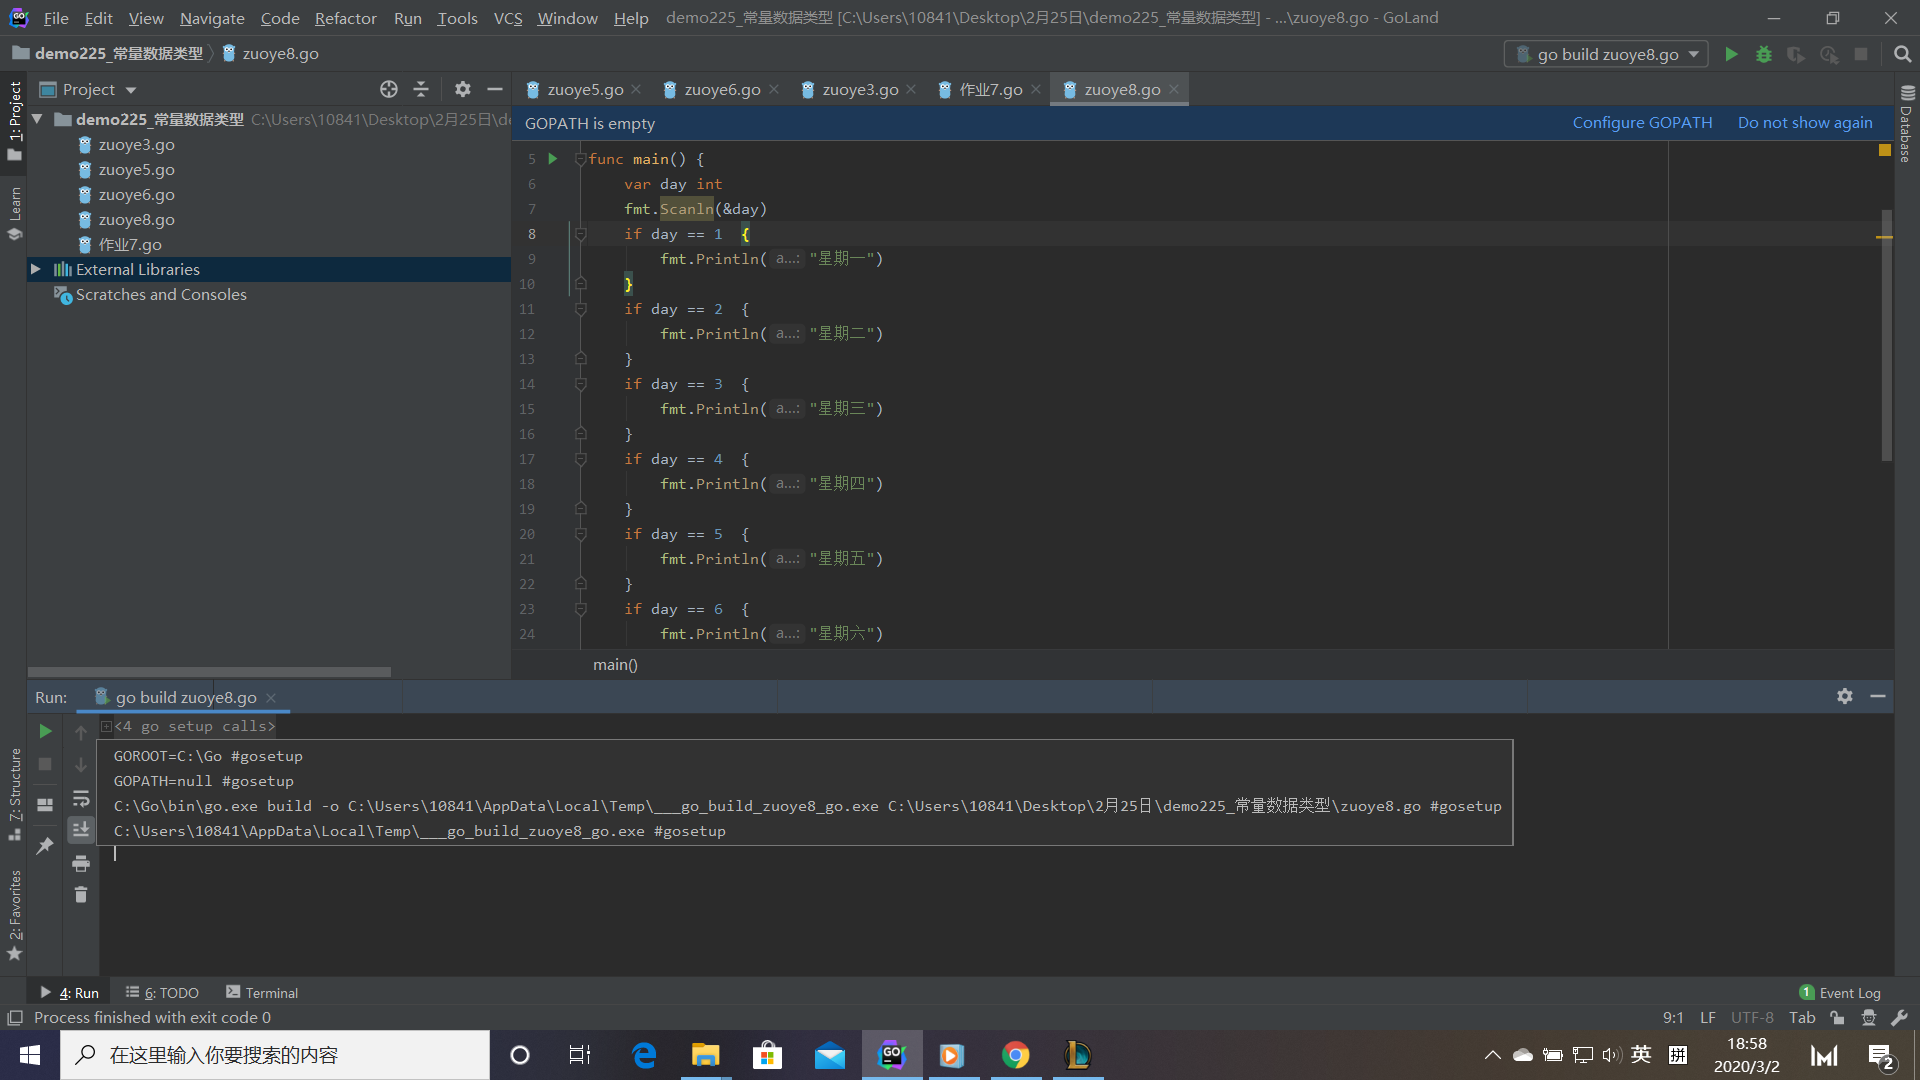 File Edit View Navigate Code Refactor Run Tools VCS Window Help demo225_常量数据类型 [C:\Users\10841\Desktop\2月25日\demo225_常量数据类型] - ...\zuoye8.go - GoLand
demo225_常量数据类型 zuoye8.go
go build zuoye8.go
1: Project
Learn
7: Structure
2: Favorites
Database
Project
demo225_常量数据类型 C:\Users\10841\Desktop\2月25日\de
zuoye3.go
zuoye5.go
zuoye6.go
zuoye8.go
作业7.go
External Libraries
Scratches and Consoles
zuoye5.go zuoye6.go zuoye3.go 作业7.go zuoye8.go
GOPATH is empty Configure GOPATH Do not show again
5 func main() {
6 var day int
7 fmt.Scanln(&day)
8 if day == 1 {
9 fmt.Println( a...: "星期一")
10 }
11 if day == 2 {
12 fmt.Println( a...: "星期二")
13 }
14 if day == 3 {
15 fmt.Println( a...: "星期三")
16 }
17 if day == 4 {
18 fmt.Println( a...: "星期四")
19 }
20 if day == 5 {
21 fmt.Println( a...: "星期五")
22 }
23 if day == 6 {
24 fmt.Println( a...: "星期六")
main()
Run: go build zuoye8.go
<4 go setup calls>
GOROOT=C:\Go #gosetup
GOPATH=null #gosetup
C:\Go\bin\go.exe build -o C:\Users\10841\AppData\Local\Temp\___go_build_zuoye8_go.exe C:\Users\10841\Desktop\2月25日\demo225_常量数据类型\zuoye8.go #gosetup
C:\Users\10841\AppData\Local\Temp\___go_build_zuoye8_go.exe #gosetup
4: Run 6: TODO Terminal 1 Event Log
Process finished with exit code 0 9:1 LF UTF-8 Tab
在这里输入你要搜索的内容
英 拼
18:58
2020/3/2
2